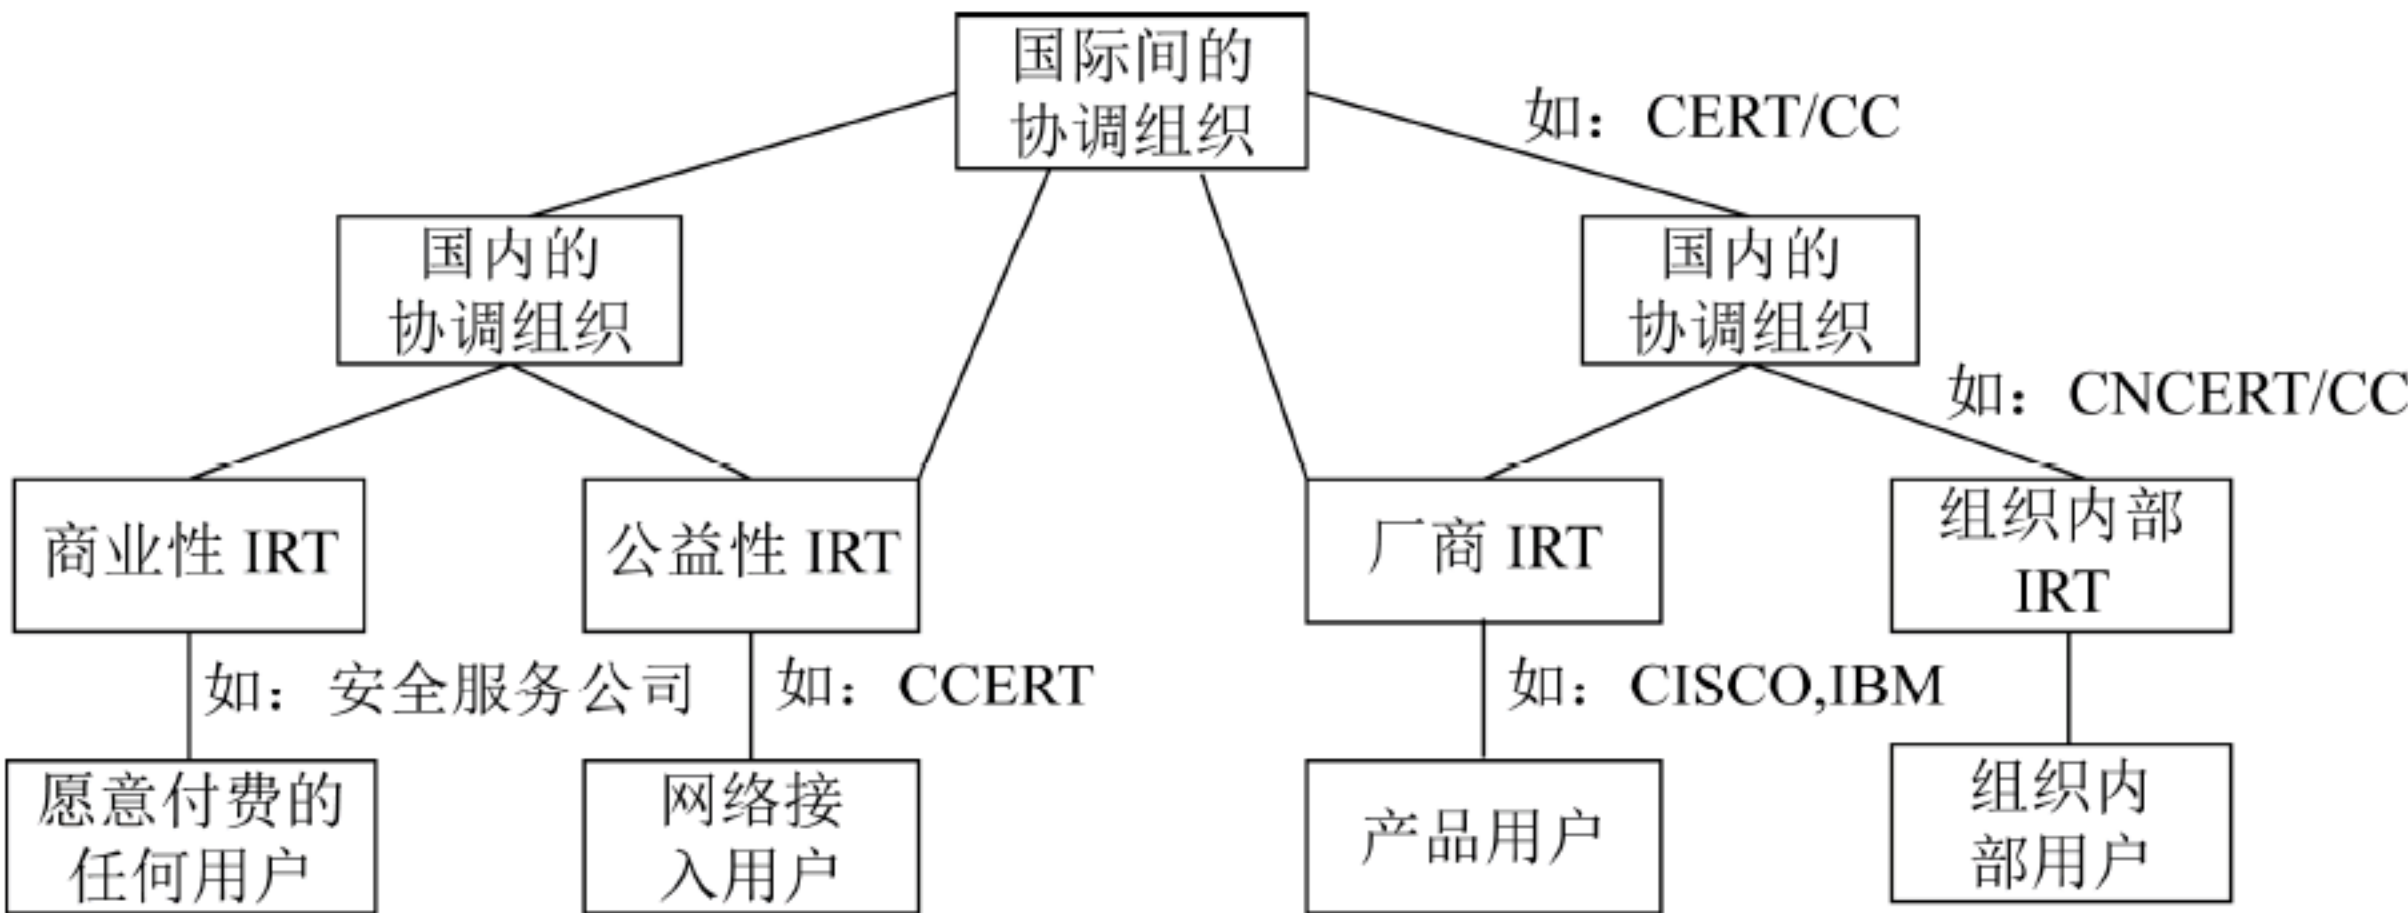 国际间的
协调组织
如：CERT/CC
国内的
协调组织
国内的
协调组织
如：CNCERT/CC
商业性 IRT
公益性 IRT
厂商 IRT
组织内部
IRT
如：安全服务公司
如：CCERT
如：CISCO,IBM
愿意付费的
任何用户
网络接
入用户
产品用户
组织内
部用户